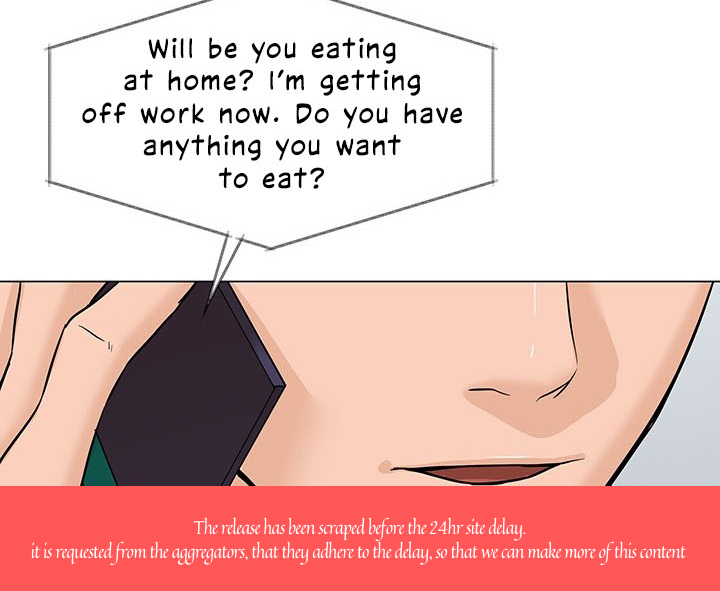 Will be you eating
at home? I'm getting
off work now. Do you have
anything you want
to eat?
The release has been scraped before the 24hr site delay.
it is requested from the aggregators, that they adhere to the delay, so that we can make more of this content